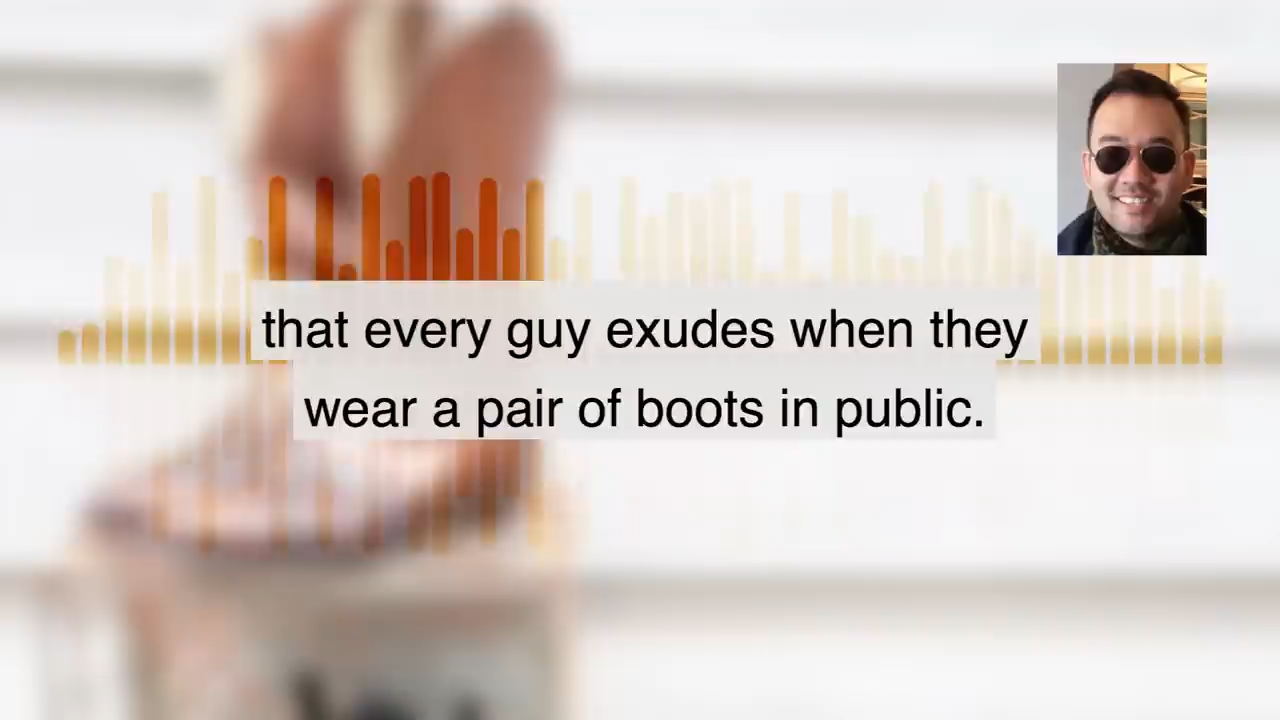 that every guy exudes when they
wear a pair of boots in public.